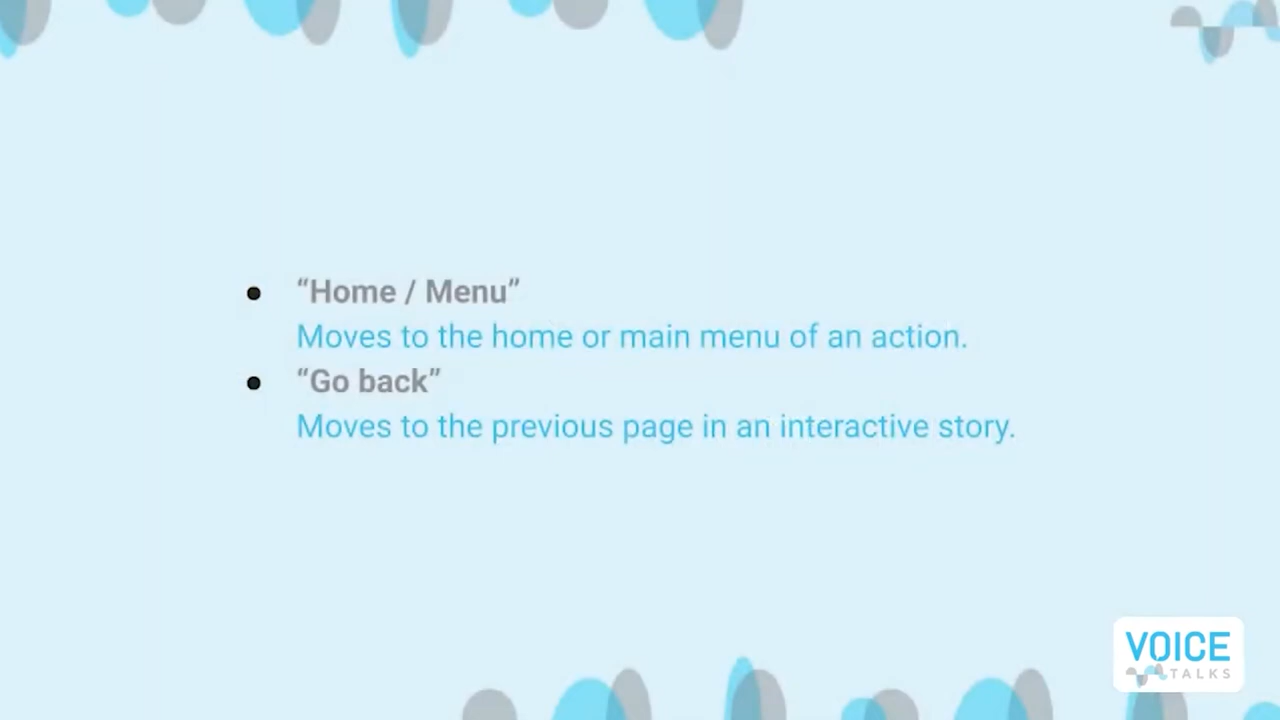 “Home / Menu”
Moves to the home or main menu of an action.
“Go back”
Moves to the previous page in an interactive story.
VOICE
TALKS